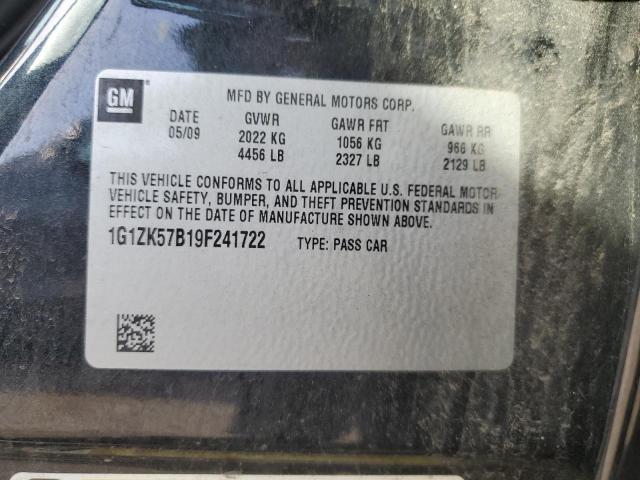 GM
MFD BY GENERAL MOTORS CORP.
DATE GVWR GAWR FRT GAWR RR
05/09 2022 KG 1056 KG 966 KG
4456 LB 2327 LB 2129 LB
THIS VEHICLE CONFORMS TO ALL APPLICABLE U.S. FEDERAL MOTOR
VEHICLE SAFETY, BUMPER, AND THEFT PREVENTION STANDARDS IN
EFFECT ON THE DATE OF MANUFACTURE SHOWN ABOVE.
1G1ZK57B19F241722 TYPE: PASS CAR